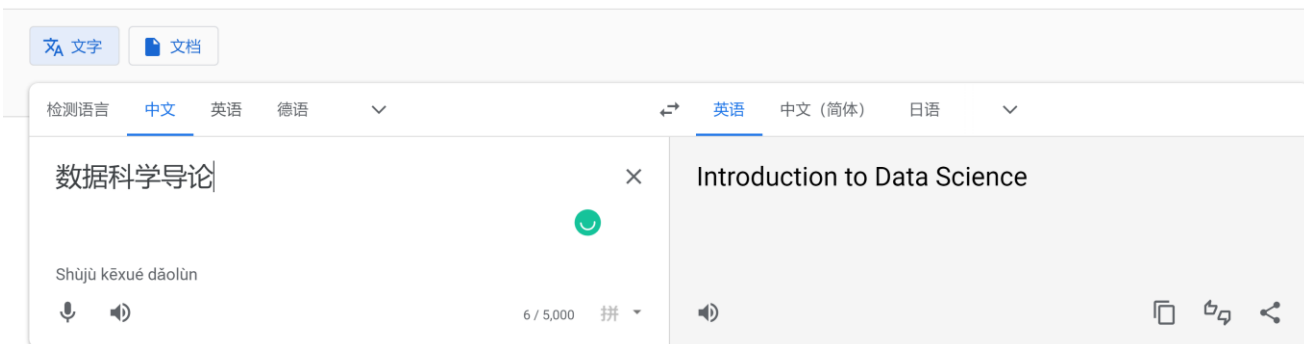 文字 文档
检测语言 中文 英语 德语 英语 中文（简体） 日语
数据科学导论 Introduction to Data Science
Shùjù kēxué dǎolùn
6 / 5,000 拼